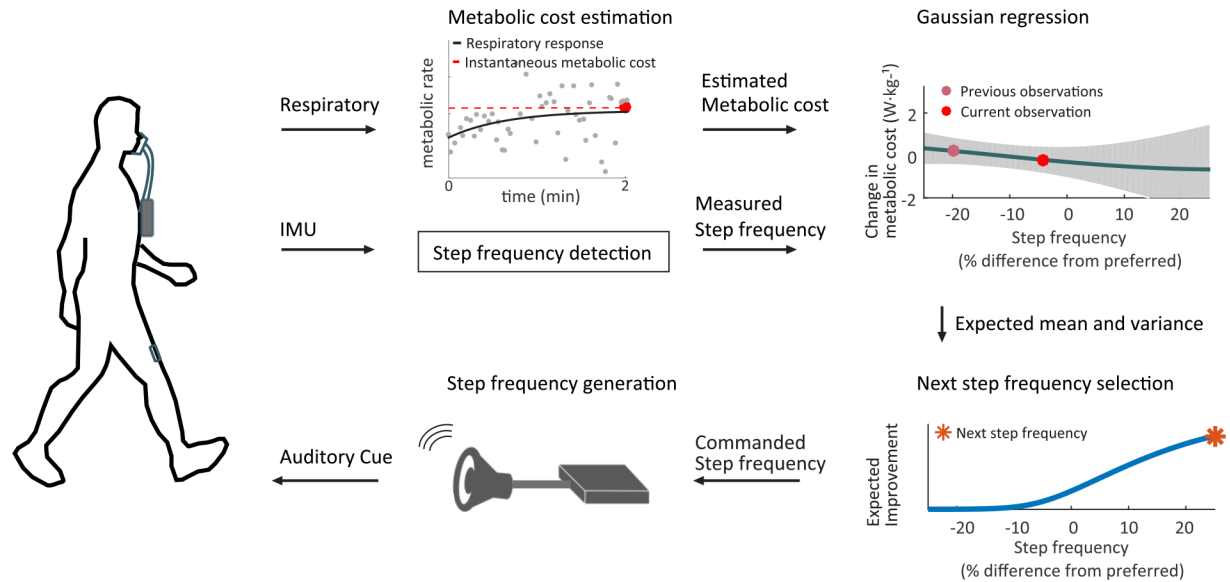 Metabolic cost estimation
Respiratory response
Instantaneous metabolic cost
metabolic rate
0
2
time (min)
Respiratory
Estimated
Metabolic cost
Gaussian regression
Previous observations
Current observation
Change in
metabolic cost (W·kg-1)
2
0
-2
-20
-10
0
10
20
Step frequency
(% difference from preferred)
IMU
Step frequency detection
Measured
Step frequency
Expected mean and variance
Next step frequency selection
Next step frequency
Expected
Improvement
-20
-10
0
10
20
Step frequency
(% difference from preferred)
Commanded
Step frequency
Step frequency generation
Auditory Cue